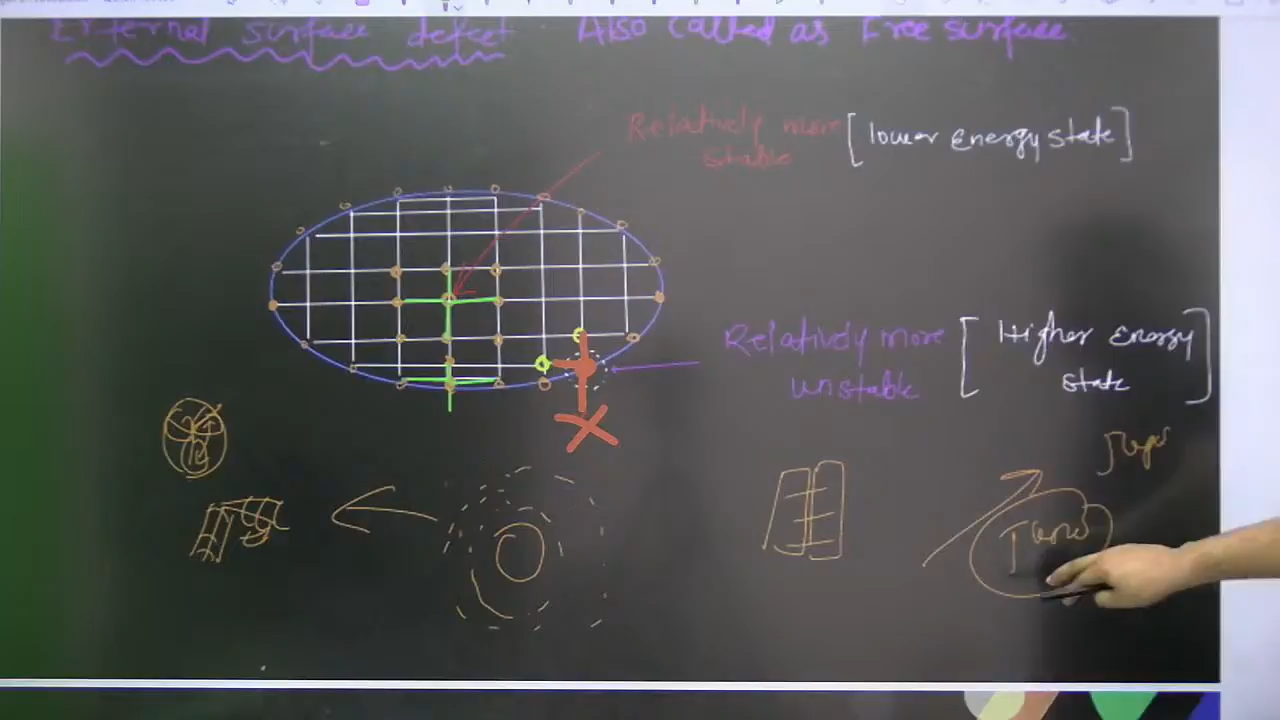 External surface defect Also called as Free surface
Relatively more [lower Energy state]
stable
Relatively more [Higher Energy
unstable state]